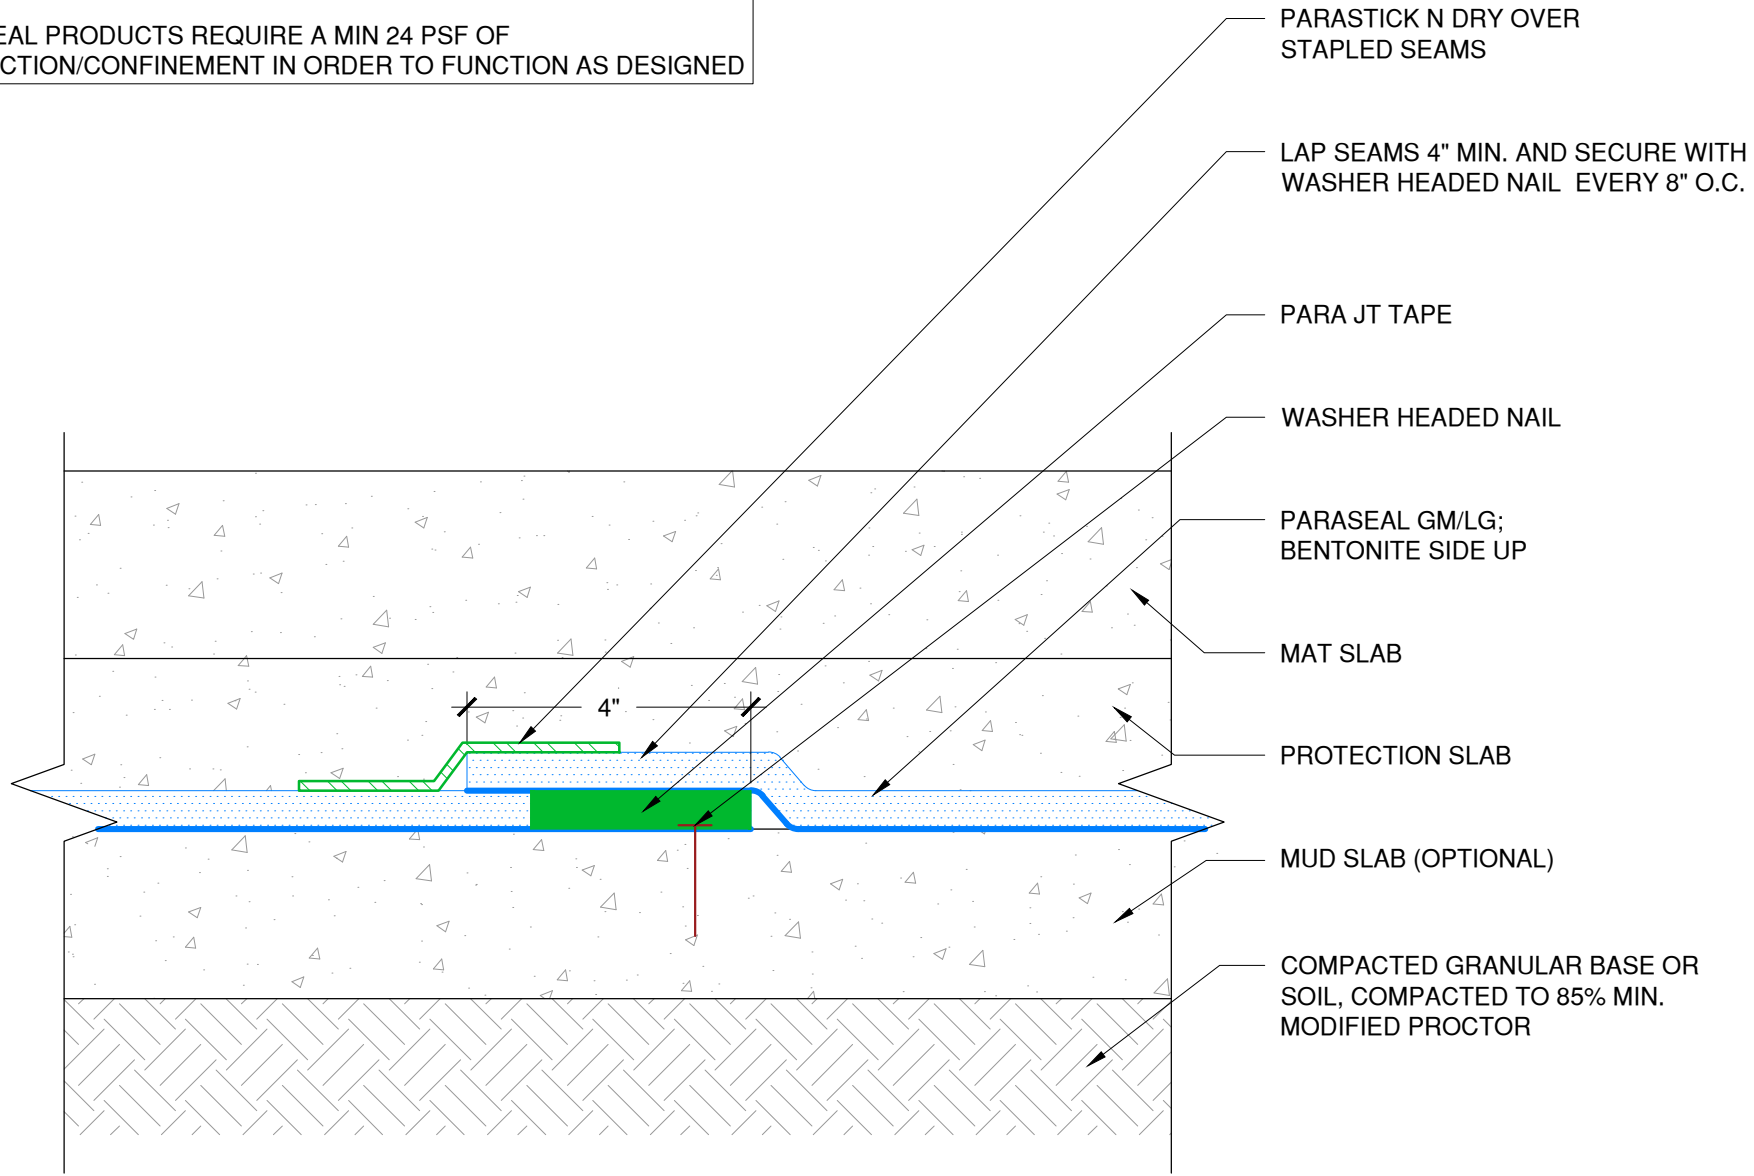 PRODUCTS REQUIRE A MIN 24 PSF OF
IN ORDER TO FUNCTION AS DESIGNED
PARASTICK N DRY OVER
STAPLED SEAMS
LAP SEAMS 4" MIN. AND SECURE WITH
WASHER HEADED NAIL EVERY 8" O.C.
PARA JT TAPE
WASHER HEADED NAIL
PARASEAL GM/LG;
BENTONITE SIDE UP
MAT SLAB
4"
PROTECTION SLAB
MUD SLAB (OPTIONAL)
COMPACTED GRANULAR BASE OR
SOIL, COMPACTED TO 85% MIN.
MODIFIED PROCTOR